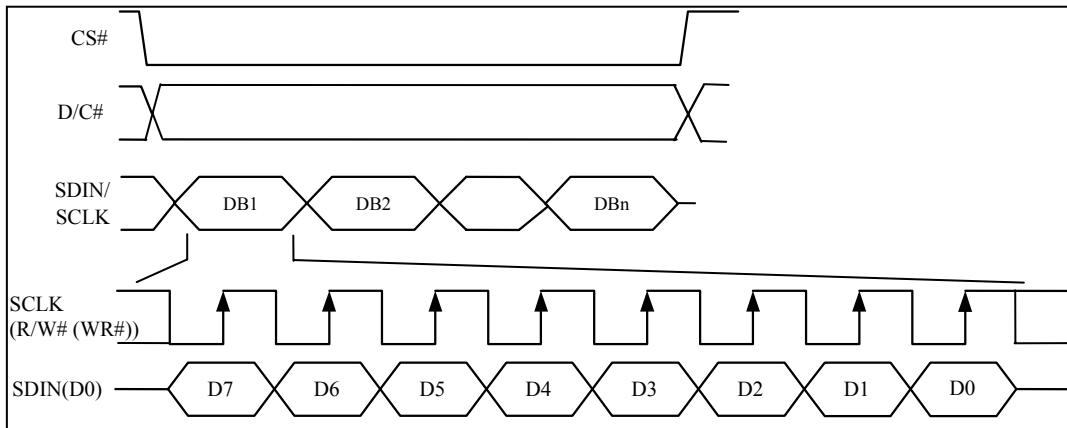 CS#
D/C#
SDIN/
SCLK
DB1 DB2 DBn
SCLK
(R/W# (WR#))
SDIN(D0) D7 D6 D5 D4 D3 D2 D1 D0